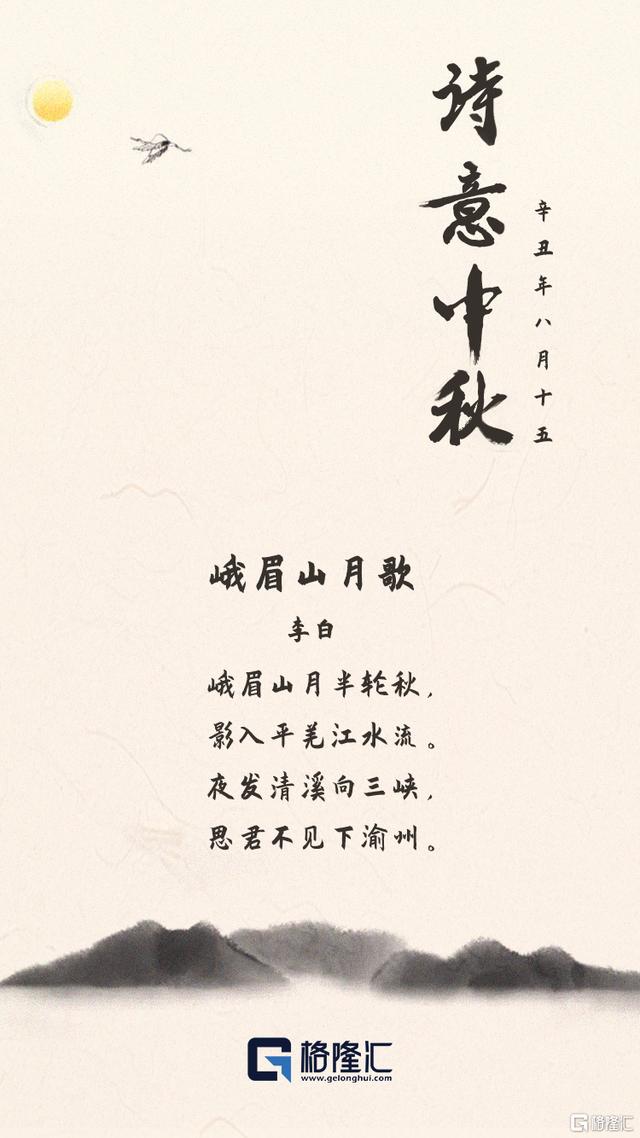 诗意中秋
辛丑年八月十五
峨眉山月歌
李白
峨眉山月半轮秋，
影入平羌江水流。
夜发清溪向三峡，
思君不见下渝州。
格隆汇
www.gelonghui.com
格隆汇